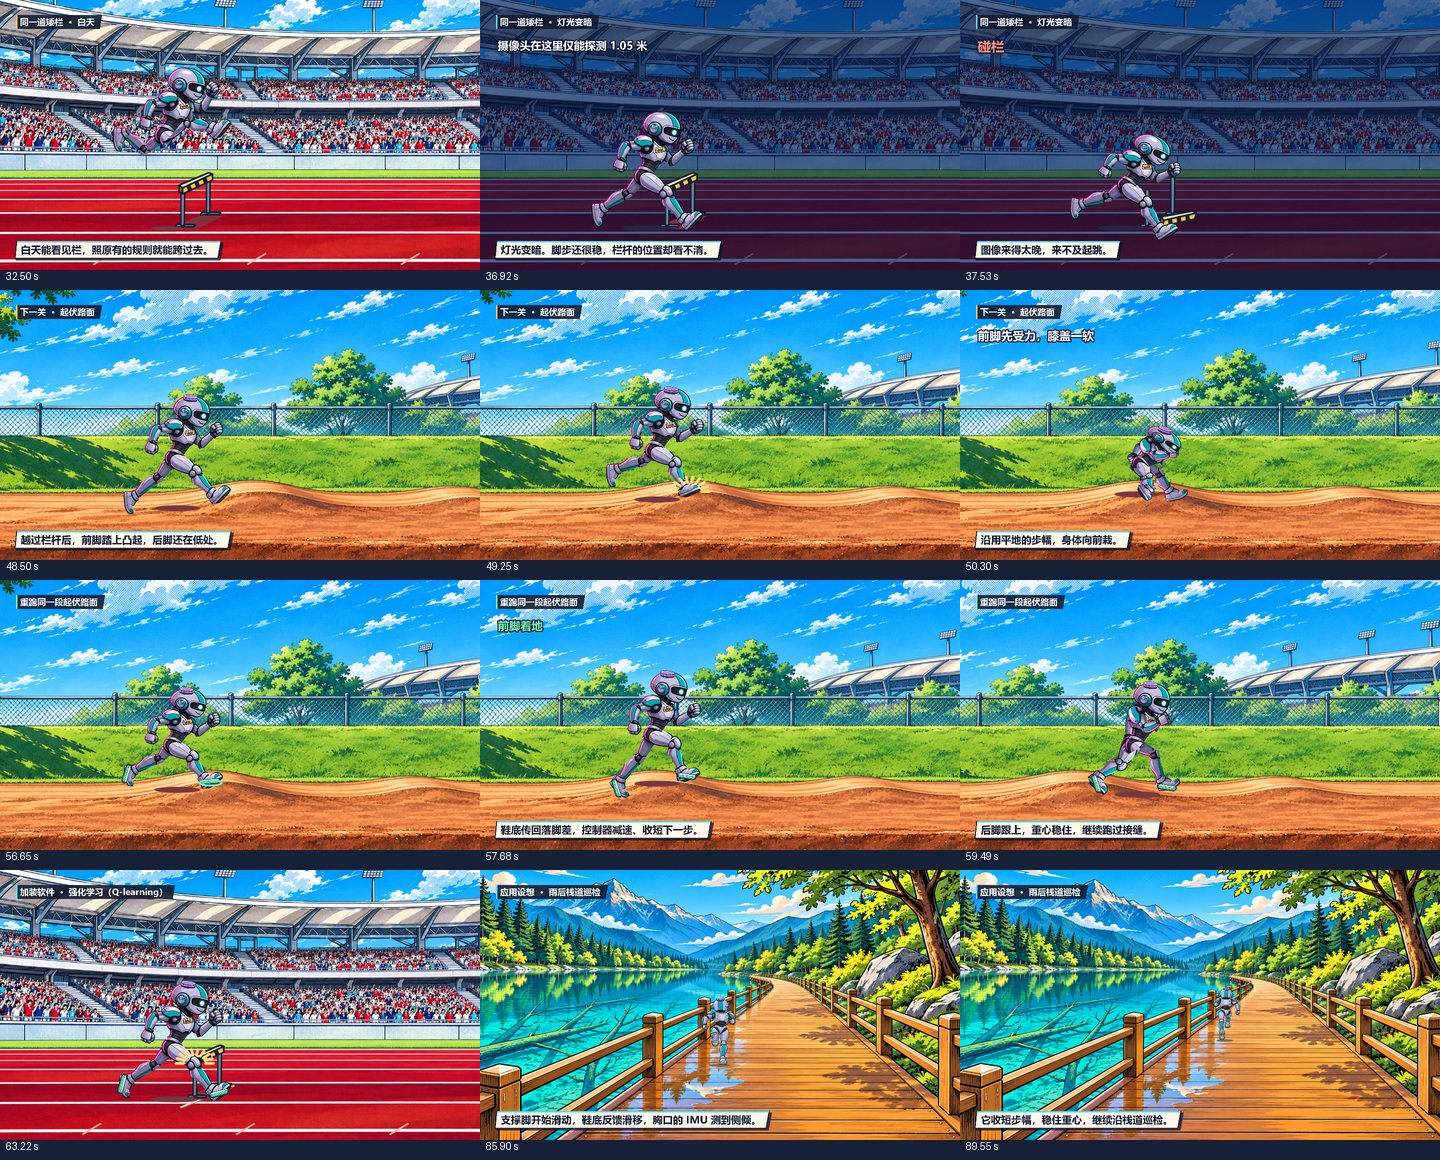 同一道矮栏 • 白天
白天能看见栏，照原有的规则就能跨过去。
32.50 s
同一道矮栏 • 灯光变暗
摄像头在这里仅能探测 1.05 米
灯光变暗。脚步还很稳，栏杆的位置却看不清。
36.92 s
同一道矮栏 • 灯光变暗
碰栏
图像来得太晚，来不及起跳。
37.53 s
下一关 • 起伏路面
越过栏杆后，前脚踏上凸起，后脚还在低处。
48.50 s
下一关 • 起伏路面
49.25 s
下一关 • 起伏路面
前脚先受力，膝盖一软
沿用平地的步幅，身体向前栽。
50.30 s
重跑同一段起伏路面
56.65 s
重跑同一段起伏路面
前脚着地
鞋底传回落脚差，控制器减速、收短下一步。
57.68 s
重跑同一段起伏路面
后脚跟上，重心稳住，继续跑过接缝。
59.49 s
加装软件 • 强化学习（Q-learning）
63.22 s
应用设想 • 雨后栈道巡检
支撑脚开始滑动，鞋底反馈滑移，胸口的 IMU 测到侧倾。
85.90 s
应用设想 • 雨后栈道巡检
它收短步幅，稳住重心，继续沿栈道巡检。
89.55 s